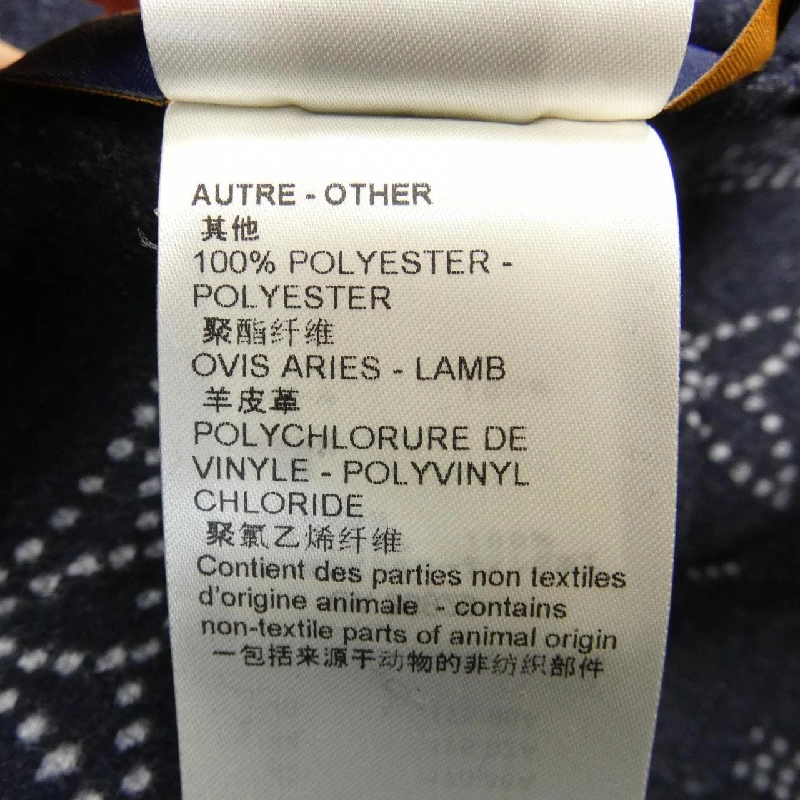 AUTRE - OTHER
其他
100% POLYESTER -
POLYESTER
聚酯纤维
OVIS ARIES - LAMB
羊皮革
POLYCHLORURE DE
VINYLE - POLYVINYL
CHLORIDE
聚氯乙烯纤维
Contient des parties non textiles
d'origine animale - contains
non-textile parts of animal origin
一包括来源于动物的非纺织部件